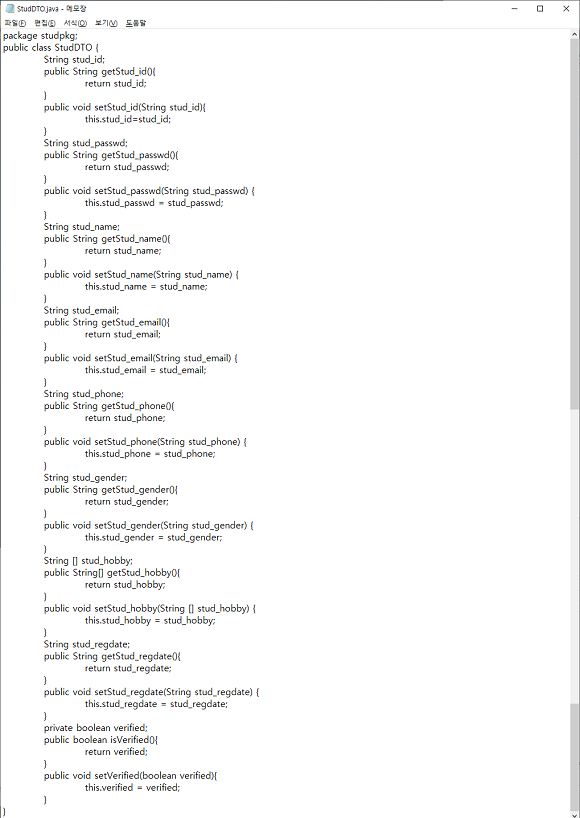 StudDTO.java - 메모장
파일(F) 편집(E) 서식(O) 보기(V) 도움말
package studpkg;
public class StudDTO {
String stud_id;
public String getStud_id(){
return stud_id;
}
public void setStud_id(String stud_id){
this.stud_id=stud_id;
}
String stud_passwd;
public String getStud_passwd(){
return stud_passwd;
}
public void setStud_passwd(String stud_passwd) {
this.stud_passwd = stud_passwd;
}
String stud_name;
public String getStud_name(){
return stud_name;
}
public void setStud_name(String stud_name) {
this.stud_name = stud_name;
}
String stud_email;
public String getStud_email(){
return stud_email;
}
public void setStud_email(String stud_email) {
this.stud_email = stud_email;
}
String stud_phone;
public String getStud_phone(){
return stud_phone;
}
public void setStud_phone(String stud_phone) {
this.stud_phone = stud_phone;
}
String stud_gender;
public String getStud_gender(){
return stud_gender;
}
public void setStud_gender(String stud_gender) {
this.stud_gender = stud_gender;
}
String [] stud_hobby;
public String[] getStud_hobby(){
return stud_hobby;
}
public void setStud_hobby(String [] stud_hobby) {
this.stud_hobby = stud_hobby;
}
String stud_regdate;
public String getStud_regdate(){
return stud_regdate;
}
public void setStud_regdate(String stud_regdate) {
this.stud_regdate = stud_regdate;
}
private boolean verified;
public boolean isVerified(){
return verified;
}
public void setVerified(boolean verified){
this.verified = verified;
}
}